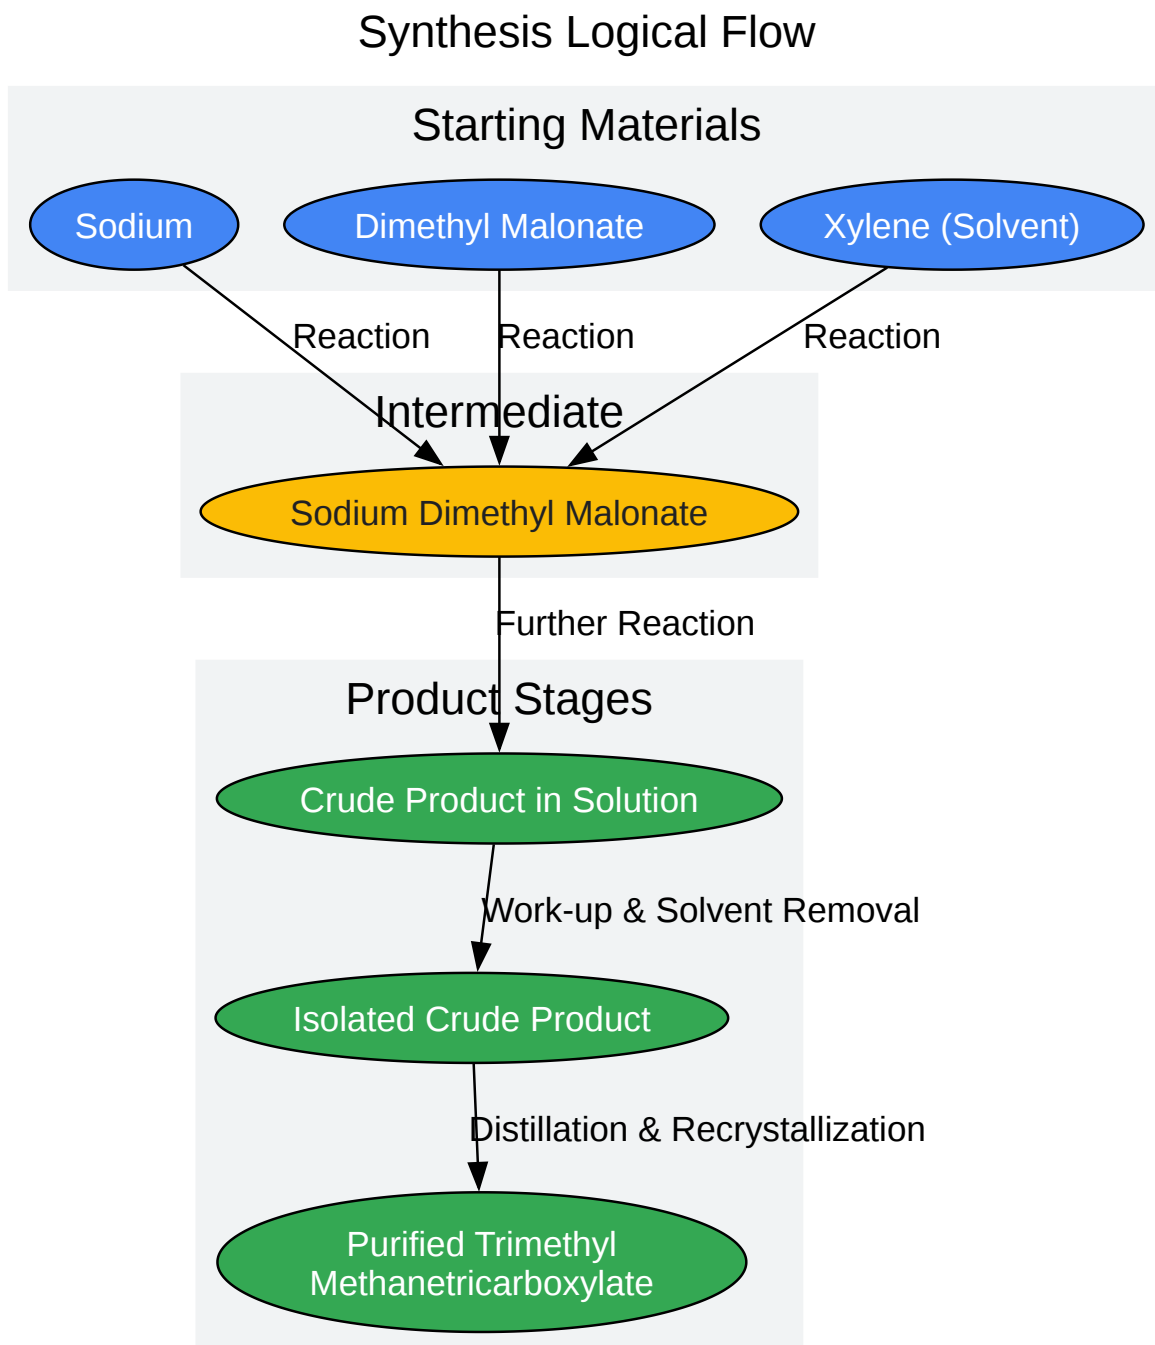 Synthesis Logical Flow
Starting Materials
Sodium
Dimethyl Malonate
Xylene (Solvent)
Reaction
Reaction
Reaction
Intermediate
Sodium Dimethyl Malonate
Further Reaction
Product Stages
Crude Product in Solution
Work-up & Solvent Removal
Isolated Crude Product
Distillation & Recrystallization
Purified Trimethyl
Methanetricarboxylate